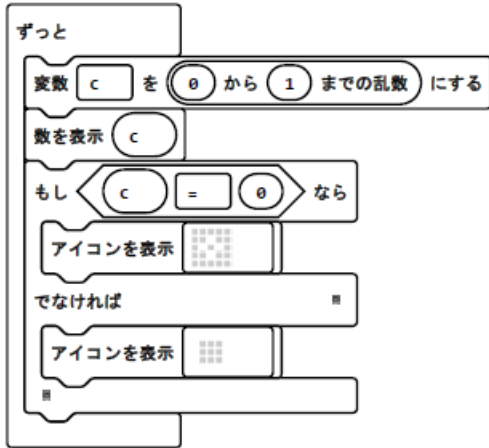 ずっと
変数 c を 0 から 1 までの乱数 にする
数を表示 c
もし c = 0 なら
アイコンを表示
でなければ
アイコンを表示